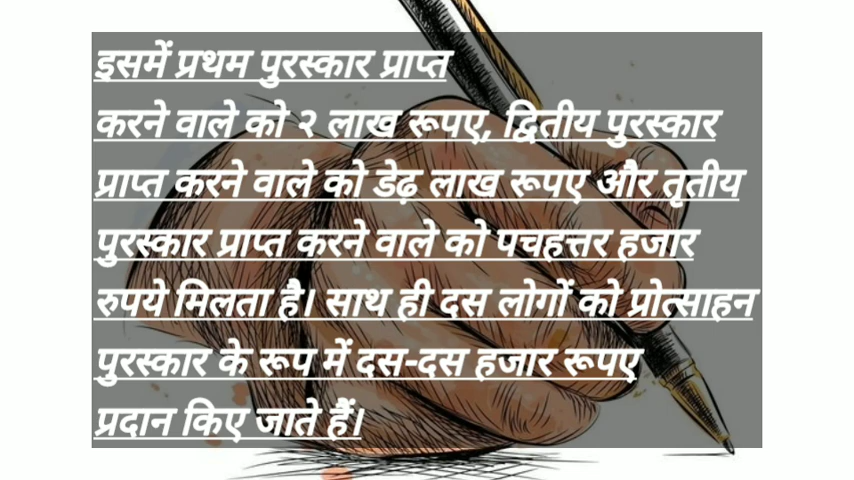 इसमें प्रथम पुरस्कार प्राप्त
करने वाले को २ लाख रूपए, द्वितीय पुरस्कार
प्राप्त करने वाले को डेढ़ लाख रूपए और तृतीय
पुरस्कार प्राप्त करने वाले को पचहत्तर हजार
रुपये मिलता है। साथ ही दस लोगों को प्रोत्साहन
पुरस्कार के रूप में दस-दस हजार रूपए
प्रदान किए जाते हैं।